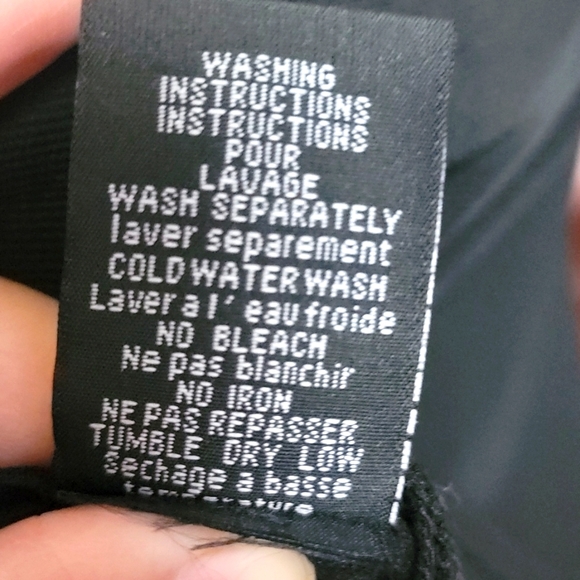 WASHING
INSTRUCTIONS
INSTRUCTIONS
POUR
LAVAGE
WASH SEPARATELY
laver separement
COLD WATER WASH
Laver a l' eau froide
NO BLEACH
Ne pas blanchir
NO IRON
NE PAS REPASSER
TUMBLE DRY LOW
sechage a basse
temperature